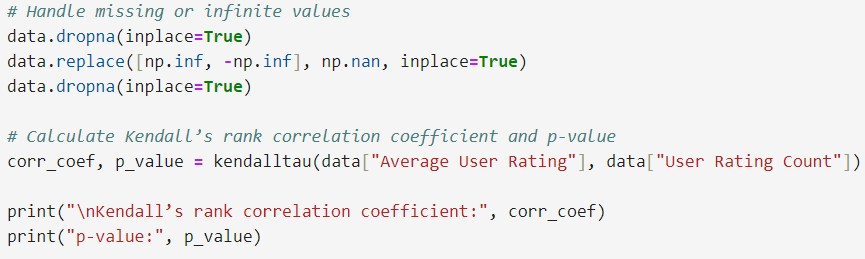 # Handle missing or infinite values
data.dropna(inplace=True)
data.replace([np.inf, -np.inf], np.nan, inplace=True)
data.dropna(inplace=True)
# Calculate Kendall’s rank correlation coefficient and p-value
corr_coef, p_value = kendalltau(data["Average User Rating"], data["User Rating Count"])
print("\nKendall’s rank correlation coefficient:", corr_coef)
print("p-value:", p_value)